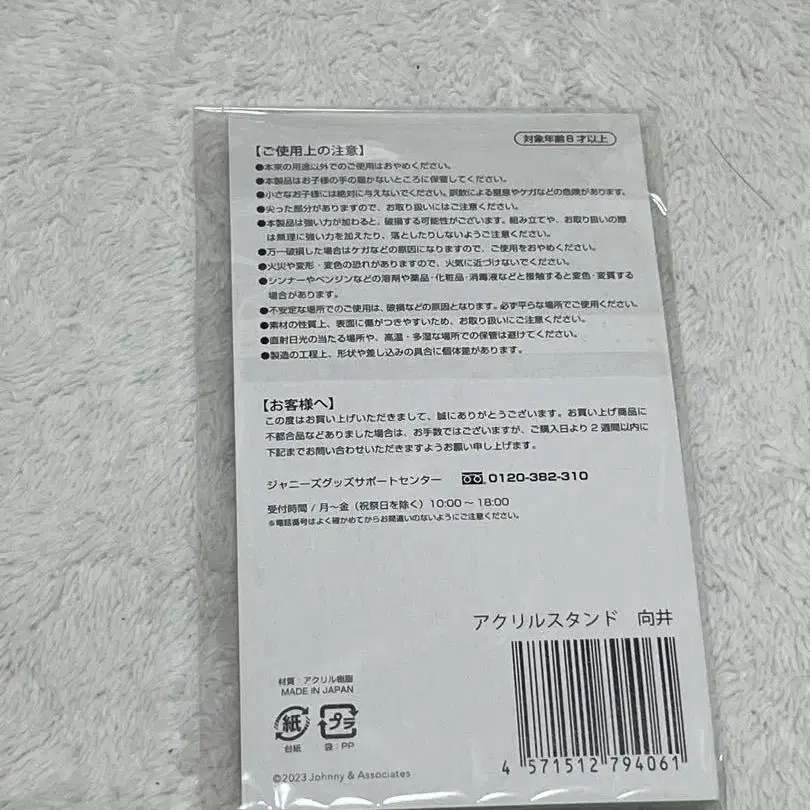 対象年齢6才以上
【ご使用上の注意】
●本来の用途以外でのご使用はおやめください。
●本製品はお子様の手の届かないところに保管してください。
●小さなお子様には絶対に与えないでください。誤飲による窒息やケガなどの危険があります。
●尖った部分がありますので、お取り扱いにはご注意ください。
●本製品は強い力が加わると、破損する可能性がございます。組み立てや、お取り扱いの際
は無理に強い力を加えたり、落としたりしないようご注意ください。
●万一破損した場合はケガなどの原因になりますので、ご使用をおやめください。
●火災や変形・変色の恐れがありますので、火気に近づけないでください。
●シンナーやベンジンなどの溶剤や薬品・化粧品・消毒液などと接触すると変色・変質する
場合があります。
●不安定な場所でのご使用は、破損などの原因となります。必ず平らな場所でご使用ください。
●素材の性質上、表面に傷がつきやすいため、お取り扱いにご注意ください。
●直射日光の当たる場所や、高温・多湿な場所での保管は避けてください。
●製造の工程上、形状や差し込みの具合に個体差があります。
【お客様へ】
この度はお買い上げいただきまして、誠にありがとうございます。お買い上げ商品に
不都合品などありました場合は、お手数ではございますが、ご購入日より2週間以内に
下記までお問い合わせいただきますようお願い申し上げます。
ジャニーズグッズサポートセンター 0120-382-310
受付時間/月〜金(祝祭日を除く)10:00〜18:00
※電話番号はよく確かめてからお間違いのないようにご注意ください。
アクリルスタンド 向井
材質:アクリル樹脂
MADE IN JAPAN
紙 プラ
台紙 袋:PP
©2023 Johnny & Associates
4 571512 794061